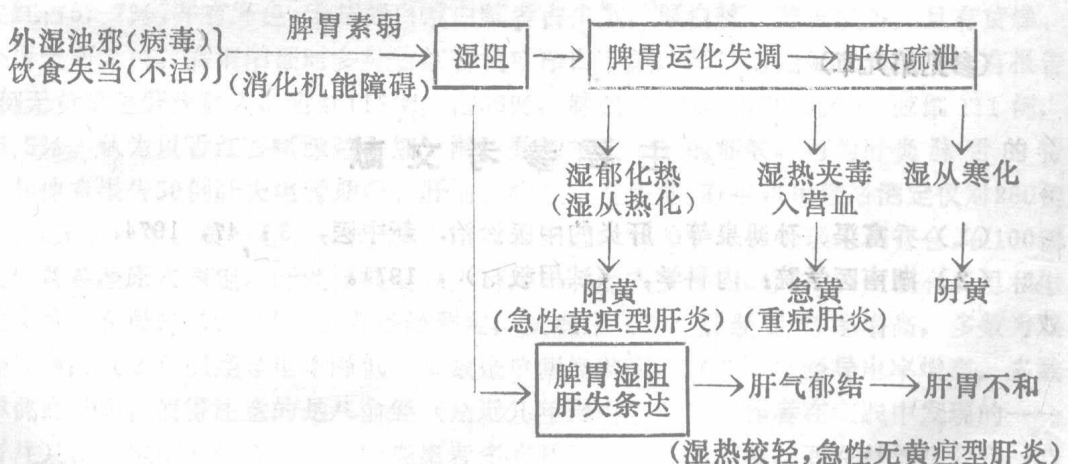 外湿浊邪(病毒)
饮食失当(不洁)
脾胃素弱
(消化机能障碍)
湿阻
脾胃运化失调
肝失疏泄
湿郁化热
(湿从热化)
湿热夹毒
入营血
湿从寒化
阳黄
(急性黄疸型肝炎)
急黄
(重症肝炎)
阴黄
脾胃湿阻
肝失条达
肝气郁结
肝胆不和
(湿热较轻,急性无黄疸型肝炎)